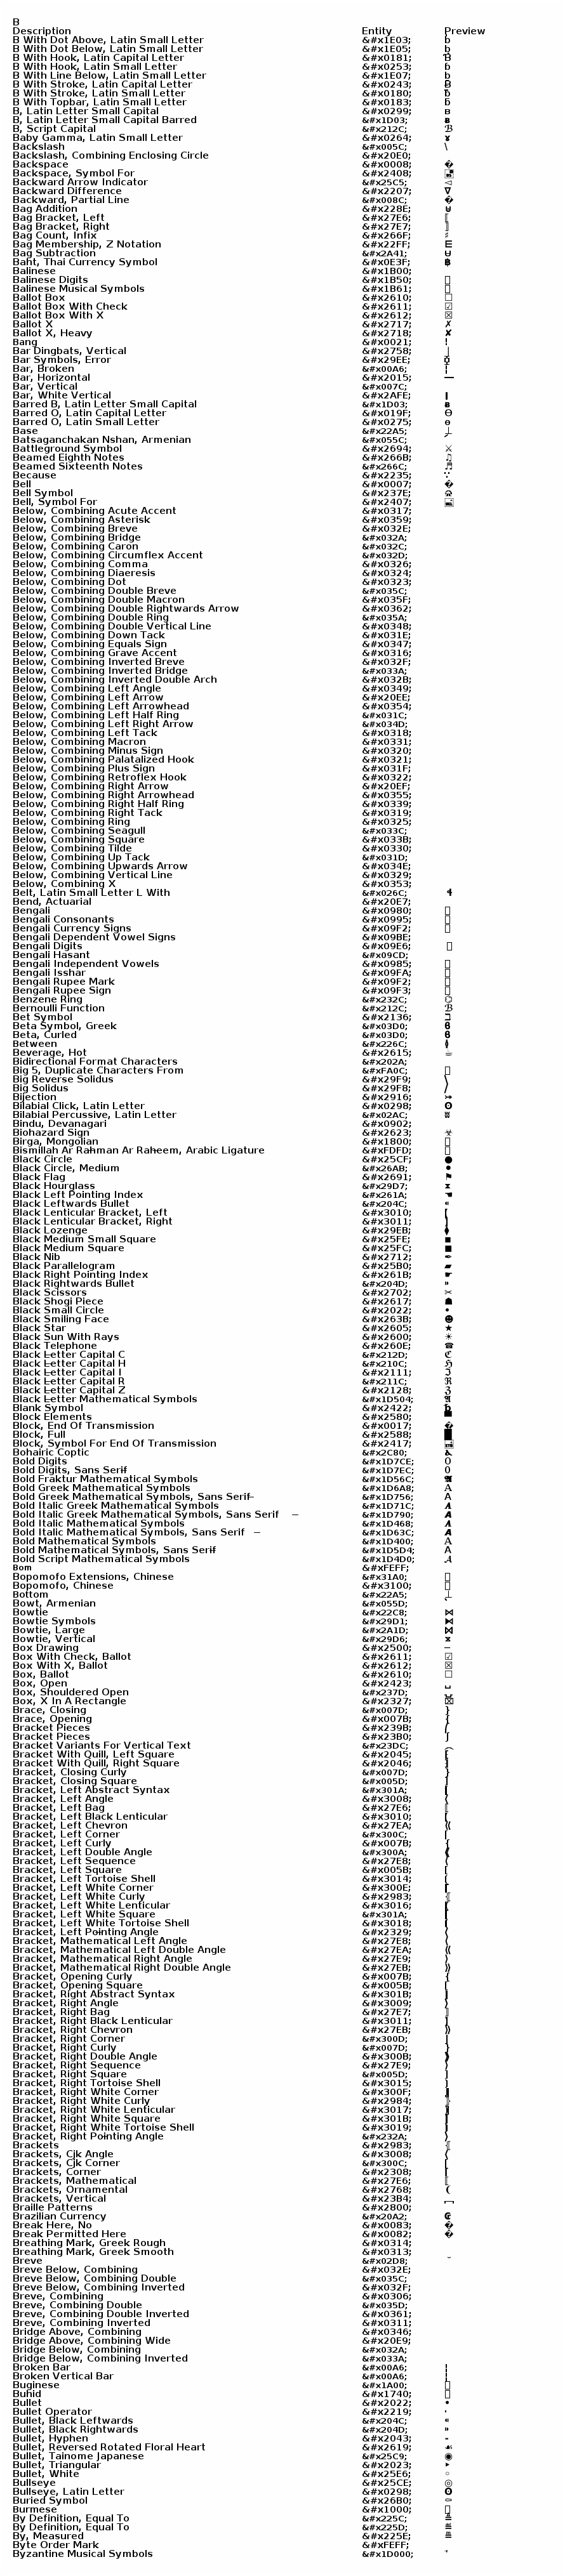 B
Description Entity Preview
B With Dot Above, Latin Small Letter &#x1E03; ḃ
B With Dot Below, Latin Small Letter &#x1E05; ḅ
B With Hook, Latin Capital Letter &#x0181; Ɓ
B With Hook, Latin Small Letter &#x0253; ɓ
B With Line Below, Latin Small Letter &#x1E07; ḇ
B With Stroke, Latin Capital Letter &#x0243; Ƀ
B With Stroke, Latin Small Letter &#x0180; ƀ
B With Topbar, Latin Small Letter &#x0183; ƃ
B, Latin Letter Small Capital &#x0299; ʙ
B, Latin Letter Small Capital Barred &#x1D03; ᴃ
B, Script Capital &#x212C; ℬ
Baby Gamma, Latin Small Letter &#x0264; ɤ
Backslash &#x005C; \
Backslash, Combining Enclosing Circle &#x20E0;
Backspace &#x0008; �
Backspace, Symbol For &#x2408;
Backward Arrow Indicator &#x25C5; ◅
Backward Difference &#x2207; ∇
Backward, Partial Line &#x008C; �
Bag Addition &#x228E; ⊎
Bag Bracket, Left &#x27E6; ⟦
Bag Bracket, Right &#x27E7; ⟧
Bag Count, Infix &#x266F; ♯
Bag Membership, Z Notation &#x22FF; ⋿
Bag Subtraction &#x2A41; ⩁
Baht, Thai Currency Symbol &#x0E3F; ฿
Balinese &#x1B00;
Balinese Digits &#x1B50;
Balinese Musical Symbols &#x1B61;
Ballot Box &#x2610; ☐
Ballot Box With Check &#x2611; ☑
Ballot Box With X &#x2612; ☒
Ballot X &#x2717; ✗
Ballot X, Heavy &#x2718; ✘
Bang &#x0021; !
Bar Dingbats, Vertical &#x2758; ❘
Bar Symbols, Error &#x29EE; ⧮
Bar, Broken &#x00A6; ¦
Bar, Horizontal &#x2015; ―
Bar, Vertical &#x007C;
Bar, White Vertical &#x2AFE; ⫾
Barred B, Latin Letter Small Capital &#x1D03; ᴃ
Barred O, Latin Capital Letter &#x019F; Ɵ
Barred O, Latin Small Letter &#x0275; ɵ
Base &#x22A5; ⊥
Batsaganchakan Nshan, Armenian &#x055C; ՜
Battleground Symbol &#x2694; ⚔
Beamed Eighth Notes &#x266B; ♫
Beamed Sixteenth Notes &#x266C; ♬
Because &#x2235; ∵
Bell &#x0007; �
Bell Symbol &#x237E; ⍾
Bell, Symbol For &#x2407;
Below, Combining Acute Accent &#x0317;
Below, Combining Asterisk &#x0359;
Below, Combining Breve &#x032E;
Below, Combining Bridge &#x032A;
Below, Combining Caron &#x032C;
Below, Combining Circumflex Accent &#x032D;
Below, Combining Comma &#x0326;
Below, Combining Diaeresis &#x0324;
Below, Combining Dot &#x0323;
Below, Combining Double Breve &#x035C;
Below, Combining Double Macron &#x035F;
Below, Combining Double Rightwards Arrow &#x0362;
Below, Combining Double Ring &#x035A;
Below, Combining Double Vertical Line &#x0348;
Below, Combining Down Tack &#x031E;
Below, Combining Equals Sign &#x0347;
Below, Combining Grave Accent &#x0316;
Below, Combining Inverted Breve &#x032F;
Below, Combining Inverted Bridge &#x033A;
Below, Combining Inverted Double Arch &#x032B;
Below, Combining Left Angle &#x0349;
Below, Combining Left Arrow &#x20EE;
Below, Combining Left Arrowhead &#x0354;
Below, Combining Left Half Ring &#x031C;
Below, Combining Left Right Arrow &#x034D;
Below, Combining Left Tack &#x0318;
Below, Combining Macron &#x0331;
Below, Combining Minus Sign &#x0320;
Below, Combining Palatalized Hook &#x0321;
Below, Combining Plus Sign &#x031F;
Below, Combining Retroflex Hook &#x0322;
Below, Combining Right Arrow &#x20EF;
Below, Combining Right Arrowhead &#x0355;
Below, Combining Right Half Ring &#x0339;
Below, Combining Right Tack &#x0319;
Below, Combining Ring &#x0325;
Below, Combining Seagull &#x033C;
Below, Combining Square &#x033B;
Below, Combining Tilde &#x0330;
Below, Combining Up Tack &#x031D;
Below, Combining Upwards Arrow &#x034E;
Below, Combining Vertical Line &#x0329;
Below, Combining X &#x0353;
Belt, Latin Small Letter L With &#x026C; ɬ
Bend, Actuarial &#x20E7;
Bengali &#x0980;
Bengali Consonants &#x0995;
Bengali Currency Signs &#x09F2;
Bengali Dependent Vowel Signs &#x09BE;
Bengali Digits &#x09E6;
Bengali Hasant &#x09CD;
Bengali Independent Vowels &#x0985;
Bengali Isshar &#x09FA;
Bengali Rupee Mark &#x09F2;
Bengali Rupee Sign &#x09F3;
Benzene Ring &#x232C; ⌬
Bernoulli Function &#x212C; ℬ
Bet Symbol &#x2136; ℶ
Beta Symbol, Greek &#x03D0; ϐ
Beta, Curled &#x03D0; ϐ
Between &#x226C; ≬
Beverage, Hot &#x2615; ☕
Bidirectional Format Characters &#x202A;
Big 5, Duplicate Characters From &#xFA0C;
Big Reverse Solidus &#x29F9; ⧹
Big Solidus &#x29F8; ⧸
Bijection &#x2916; ⤖
Bilabial Click, Latin Letter &#x0298; ʘ
Bilabial Percussive, Latin Letter &#x02AC; ʬ
Bindu, Devanagari &#x0902;
Biohazard Sign &#x2623; ☣
Birga, Mongolian &#x1800;
Bismillah Ar Rahman Ar Raheem, Arabic Ligature &#xFDFD;
Black Circle &#x25CF; ●
Black Circle, Medium &#x26AB; ⚫
Black Flag &#x2691; ⚑
Black Hourglass &#x29D7; ⧗
Black Left Pointing Index &#x261A; ☚
Black Leftwards Bullet &#x204C; ⁌
Black Lenticular Bracket, Left &#x3010; 【
Black Lenticular Bracket, Right &#x3011; 】
Black Lozenge &#x29EB; ⧫
Black Medium Small Square &#x25FE; ◾
Black Medium Square &#x25FC; ◼
Black Nib &#x2712; ✒
Black Parallelogram &#x25B0; ▰
Black Right Pointing Index &#x261B; ☛
Black Rightwards Bullet &#x204D; ⁍
Black Scissors &#x2702; ✂
Black Shogi Piece &#x2617; ☗
Black Small Circle &#x2022; •
Black Smiling Face &#x263B; ☻
Black Star &#x2605; ★
Black Sun With Rays &#x2600; ☀
Black Telephone &#x260E; ☎
Black Letter Capital C &#x212D; ℭ
Black Letter Capital H &#x210C; ℌ
Black Letter Capital I &#x2111; ℑ
Black Letter Capital R &#x211C; ℜ
Black Letter Capital Z &#x2128; ℨ
Black Letter Mathematical Symbols &#x1D504; 𝔄
Blank Symbol &#x2422; ␢
Block Elements &#x2580; ▀
Block, End Of Transmission &#x0017; �
Block, Full &#x2588; █
Block, Symbol For End Of Transmission &#x2417;
Bohairic Coptic &#x2C80;
Bold Digits &#x1D7CE; 𝟎
Bold Digits, Sans Serif &#x1D7EC; 𝟬
Bold Fraktur Mathematical Symbols &#x1D56C; 𝕬
Bold Greek Mathematical Symbols &#x1D6A8; 𝚨
Bold Greek Mathematical Symbols, Sans Serif &#x1D756; 𝝖
Bold Italic Greek Mathematical Symbols &#x1D71C; 𝜜
Bold Italic Greek Mathematical Symbols, Sans Serif &#x1D790; 𝞐
Bold Italic Mathematical Symbols &#x1D468; 𝑨
Bold Italic Mathematical Symbols, Sans Serif &#x1D63C; 𝘼
Bold Mathematical Symbols &#x1D400; 𝐀
Bold Mathematical Symbols, Sans Serif &#x1D5D4; 𝗔
Bold Script Mathematical Symbols &#x1D4D0; 𝓐
Bom &#xFEFF;
Bopomofo Extensions, Chinese &#x31A0;
Bopomofo, Chinese &#x3100;
Bottom &#x22A5; ⊥
Bowt, Armenian &#x055D; ՝
Bowtie &#x22C8; ⋈
Bowtie Symbols &#x29D1; ⧑
Bowtie, Large &#x2A1D; ⨝
Bowtie, Vertical &#x29D6; ⧖
Box Drawing &#x2500; ─
Box With Check, Ballot &#x2611; ☑
Box With X, Ballot &#x2612; ☒
Box, Ballot &#x2610; ☐
Box, Open &#x2423; ␣
Box, Shouldered Open &#x237D; ⍽
Box, X In A Rectangle &#x2327; ⌧
Brace, Closing &#x007D; }
Brace, Opening &#x007B; {
Bracket Pieces &#x239B; ⎛
Bracket Pieces &#x23B0; ⎰
Bracket Variants For Vertical Text &#x23DC; ⏜
Bracket With Quill, Left Square &#x2045; ⁅
Bracket With Quill, Right Square &#x2046; ⁆
Bracket, Closing Curly &#x007D; }
Bracket, Closing Square &#x005D; ]
Bracket, Left Abstract Syntax &#x301A; 〚
Bracket, Left Angle &#x3008; 〈
Bracket, Left Bag &#x27E6; ⟦
Bracket, Left Black Lenticular &#x3010; 【
Bracket, Left Chevron &#x27EA; ⟪
Bracket, Left Corner &#x300C; 「
Bracket, Left Curly &#x007B; {
Bracket, Left Double Angle &#x300A; 《
Bracket, Left Sequence &#x27E8; ⟨
Bracket, Left Square &#x005B; [
Bracket, Left Tortoise Shell &#x3014; 〔
Bracket, Left White Corner &#x300E; 『
Bracket, Left White Curly &#x2983; ⦃
Bracket, Left White Lenticular &#x3016; 〖
Bracket, Left White Square &#x301A; 〚
Bracket, Left White Tortoise Shell &#x3018; 〘
Bracket, Left Pointing Angle &#x2329; 〈
Bracket, Mathematical Left Angle &#x27EB; ⟨
Bracket, Mathematical Left Double Angle &#x27EA; ⟪
Bracket, Mathematical Right Angle &#x27E9; ⟩
Bracket, Mathematical Right Double Angle &#x27EB; ⟫
Bracket, Opening Curly &#x007B; {
Bracket, Opening Square &#x005B; [
Bracket, Right Abstract Syntax &#x301B; 〛
Bracket, Right Angle &#x3009; 〉
Bracket, Right Bag &#x27E7; ⟧
Bracket, Right Black Lenticular &#x3011; 】
Bracket, Right Chevron &#x27EB; ⟫
Bracket, Right Corner &#x300D; 」
Bracket, Right Curly &#x007D; }
Bracket, Right Double Angle &#x300B; 》
Bracket, Right Sequence &#x27E9; ⟩
Bracket, Right Square &#x005D; ]
Bracket, Right Tortoise Shell &#x3015; 〕
Bracket, Right White Corner &#x300F; 』
Bracket, Right White Curly &#x2984; ⦄
Bracket, Right White Lenticular &#x3017; 〗
Bracket, Right White Square &#x301B; 〛
Bracket, Right White Tortoise Shell &#x3019; 〙
Bracket, Right Pointing Angle &#x232A; 〉
Brackets &#x2983; ⦃
Brackets, Cjk Angle &#x3008; 〈
Brackets, Cjk Corner &#x300C; 「
Brackets, Corner &#x2308; ⌈
Brackets, Mathematical &#x27E6; ⟦
Brackets, Ornamental &#x2768; ❨
Brackets, Vertical &#x23B4; ⎴
Braille Patterns &#x2800;
Brazilian Currency &#x20A2; ₢
Break Here, No &#x0083; �
Break Permitted Here &#x0082; �
Breathing Mark, Greek Rough &#x0314;
Breathing Mark, Greek Smooth &#x0313;
Breve &#x02D8; ˘
Breve Below, Combining &#x032E;
Breve Below, Combining Double &#x035C;
Breve Below, Combining Inverted &#x032F;
Breve, Combining &#x0306;
Breve, Combining Double &#x035D;
Breve, Combining Double Inverted &#x0361;
Breve, Combining Inverted &#x0311;
Bridge Above, Combining &#x0346;
Bridge Above, Combining Wide &#x20E9;
Bridge Below, Combining &#x032A;
Bridge Below, Combining Inverted &#x033A;
Broken Bar &#x00A6; ¦
Broken Vertical Bar &#x00A6; ¦
Buginese &#x1A00;
Buhid &#x1740;
Bullet &#x2022; •
Bullet Operator &#x2219; ∙
Bullet, Black Leftwards &#x204C; ⁌
Bullet, Black Rightwards &#x204D; ⁍
Bullet, Hyphen &#x2043; ⁃
Bullet, Reversed Rotated Floral Heart &#x2619; ☙
Bullet, Tainome Japanese &#x25C9; ◉
Bullet, Triangular &#x2023; ‣
Bullet, White &#x25E6; ◦
Bullseye &#x25CE; ◎
Bullseye, Latin Letter &#x0298; ʘ
Buried Symbol &#x26B0; ⚰
Burmese &#x1000;
By Definition, Equal To &#x225C; ≜
By Definition, Equal To &#x225D; ≝
By, Measured &#x225E; ≞
Byte Order Mark &#xFEFF;
Byzantine Musical Symbols &#x1D000;